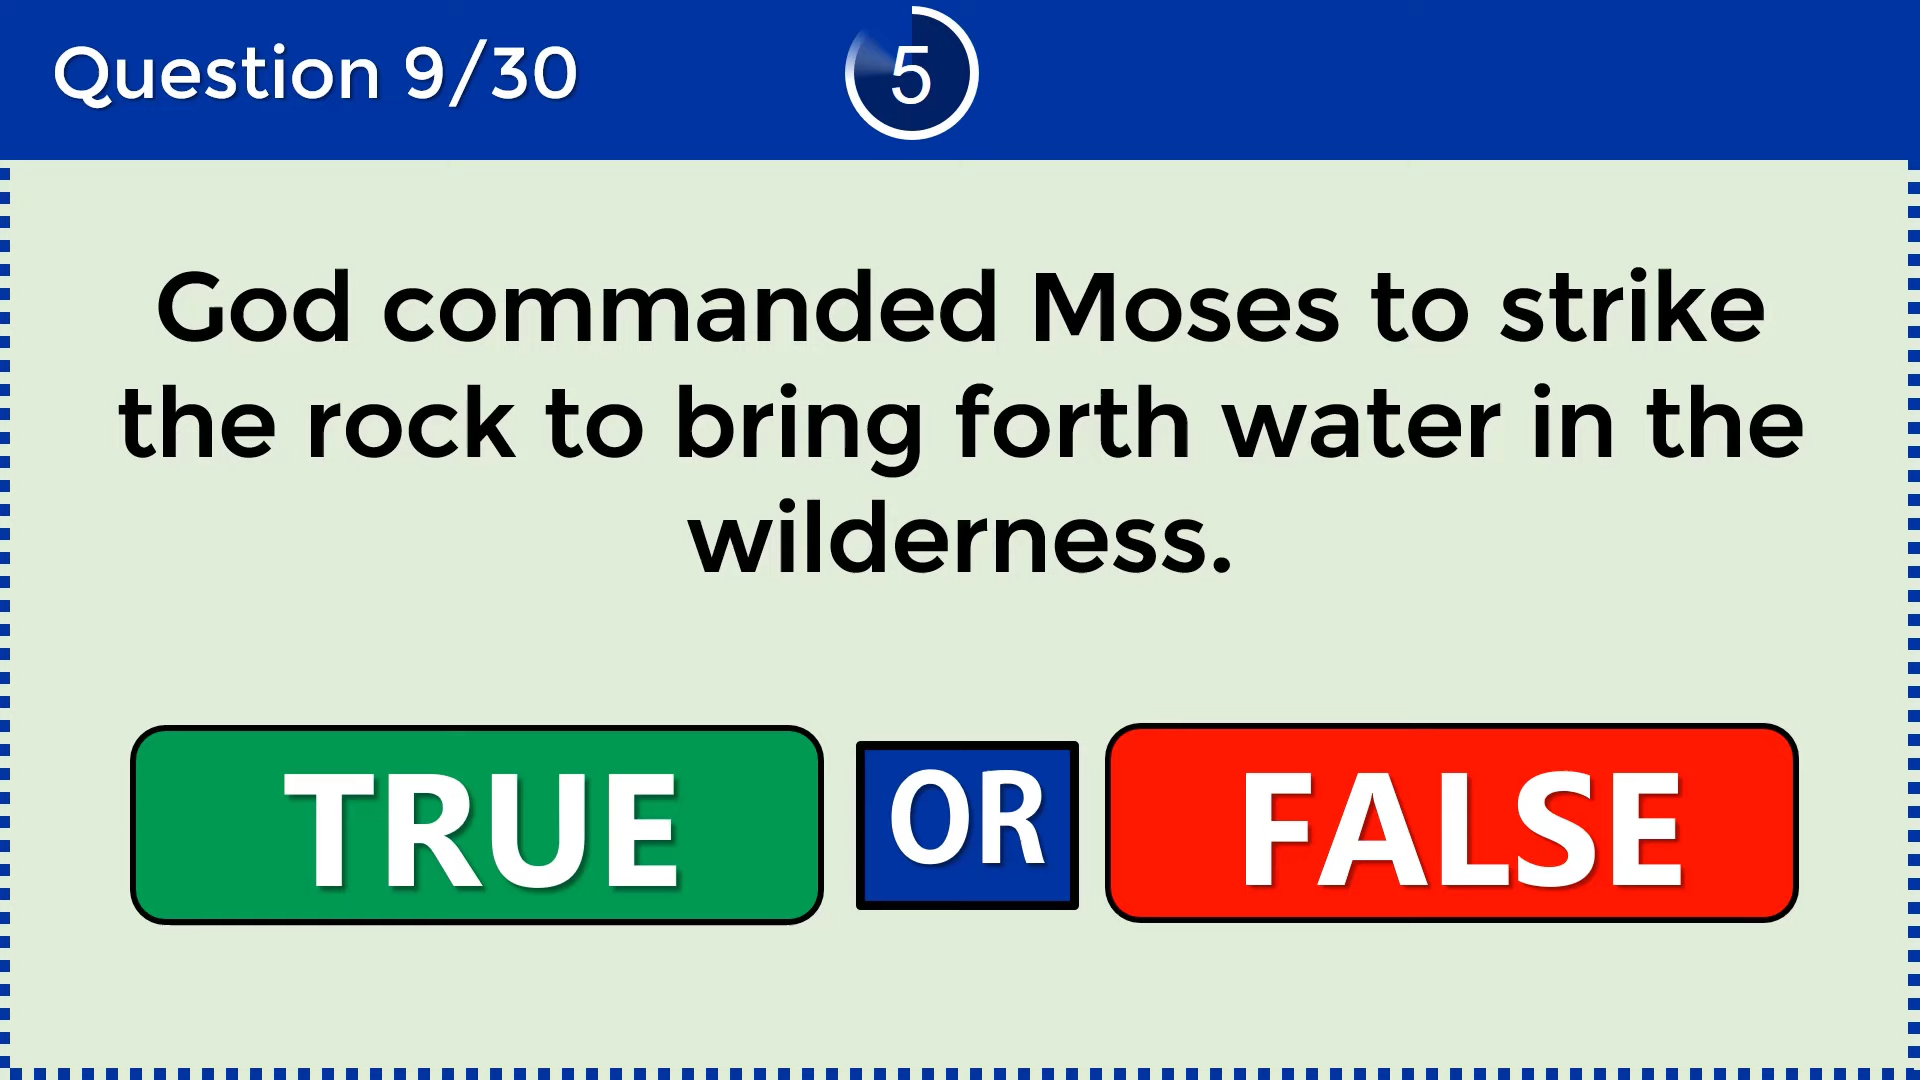 Question 9/30
5
God commanded Moses to strike
the rock to bring forth water in the
wilderness.
TRUE OR FALSE